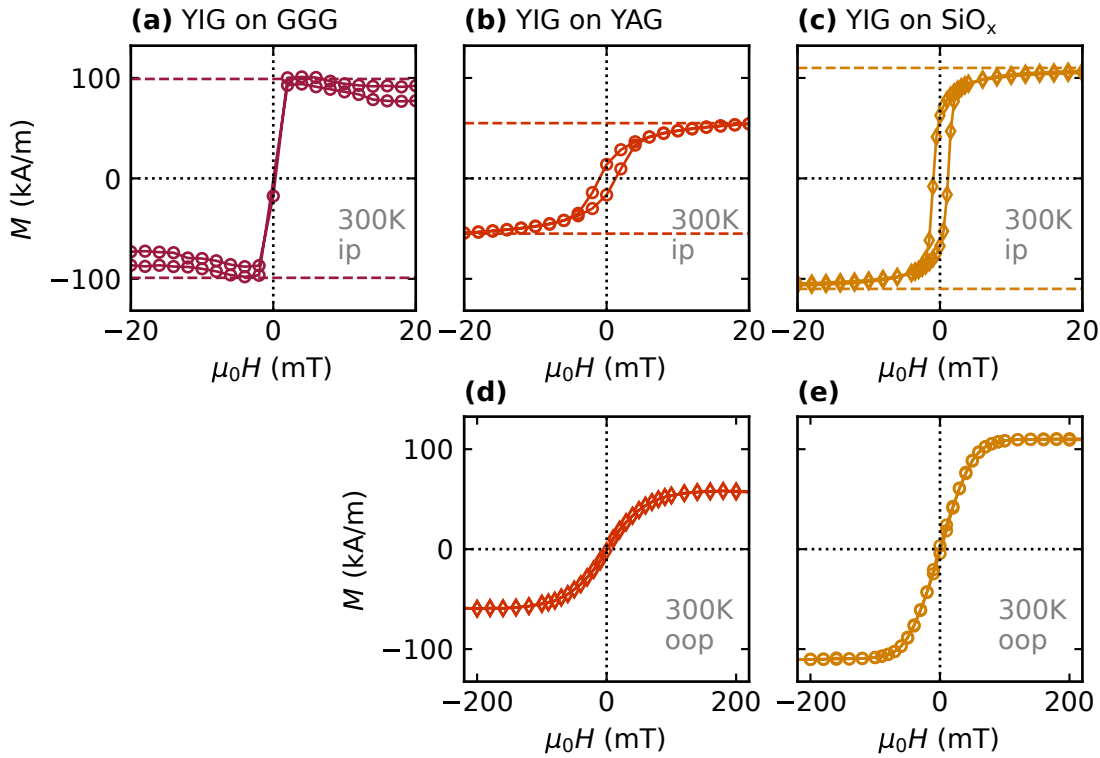 (a) YIG on GGG
(b) YIG on YAG
(c) YIG on SiOₓ
M (kA/m)
100
0
−100
300K
ip
300K
ip
300K
ip
−20 0 20
−20 0 20
−20 0 20
μ₀H (mT)
μ₀H (mT)
μ₀H (mT)
(d)
(e)
M (kA/m)
100
0
−100
300K
oop
300K
oop
−200 0 200
−200 0 200
μ₀H (mT)
μ₀H (mT)